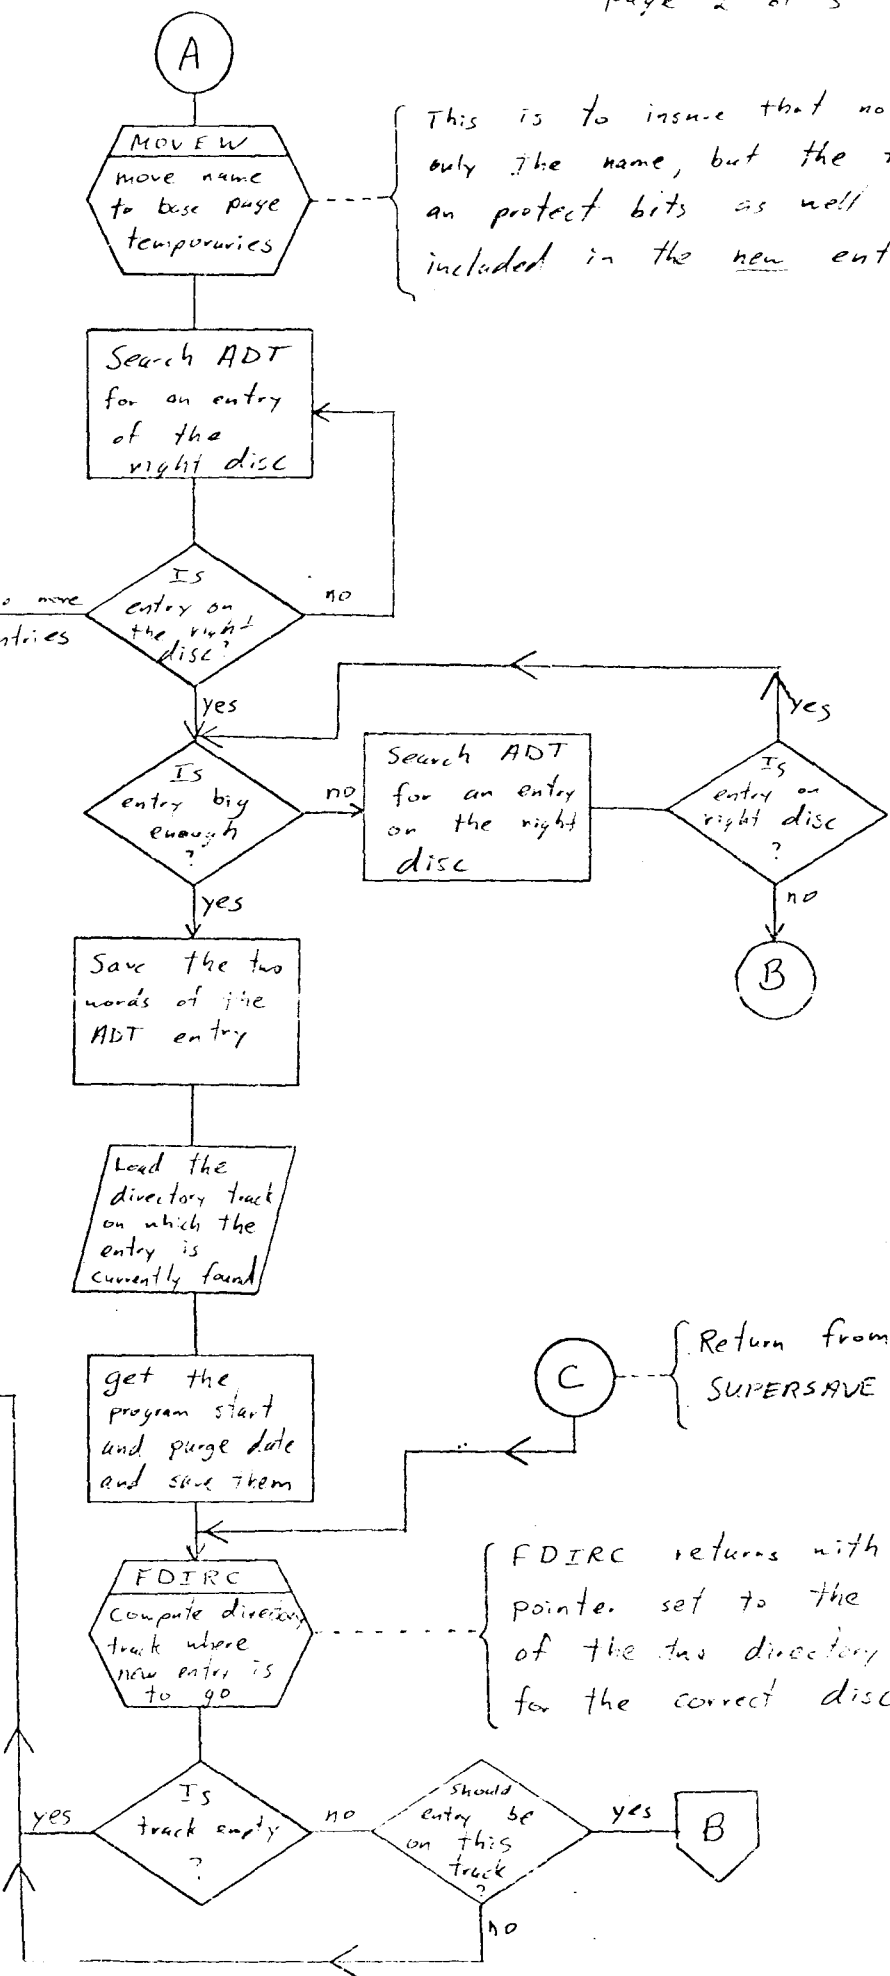 page 2 of 3
A
MOVEW
move name
to base page
temporaries
This is to insure that no
only the name, but the
an protect bits as well
included in the new ent
Search ADT
for an entry
of the
right disc
Is
entry on
the right
disc?
no
more
ntries
yes
Is
entry big
enough
?
no
Search ADT
for an entry
on the right
disc
Is
entry on
right disc
?
yes
no
B
yes
Save the two
words of the
ADT entry
Load the
directory track
on which the
entry is
currently found
get the
program start
and purge date
and save them
C
Return from
SUPERSAVE
FDIRC
compute directory
track where
new entry is
to go
FDIRC returns with
pointer set to the
of the two directory
for the correct disc
Is
track empty
?
yes
no
Should
entry be
on this
track
?
yes
B
no